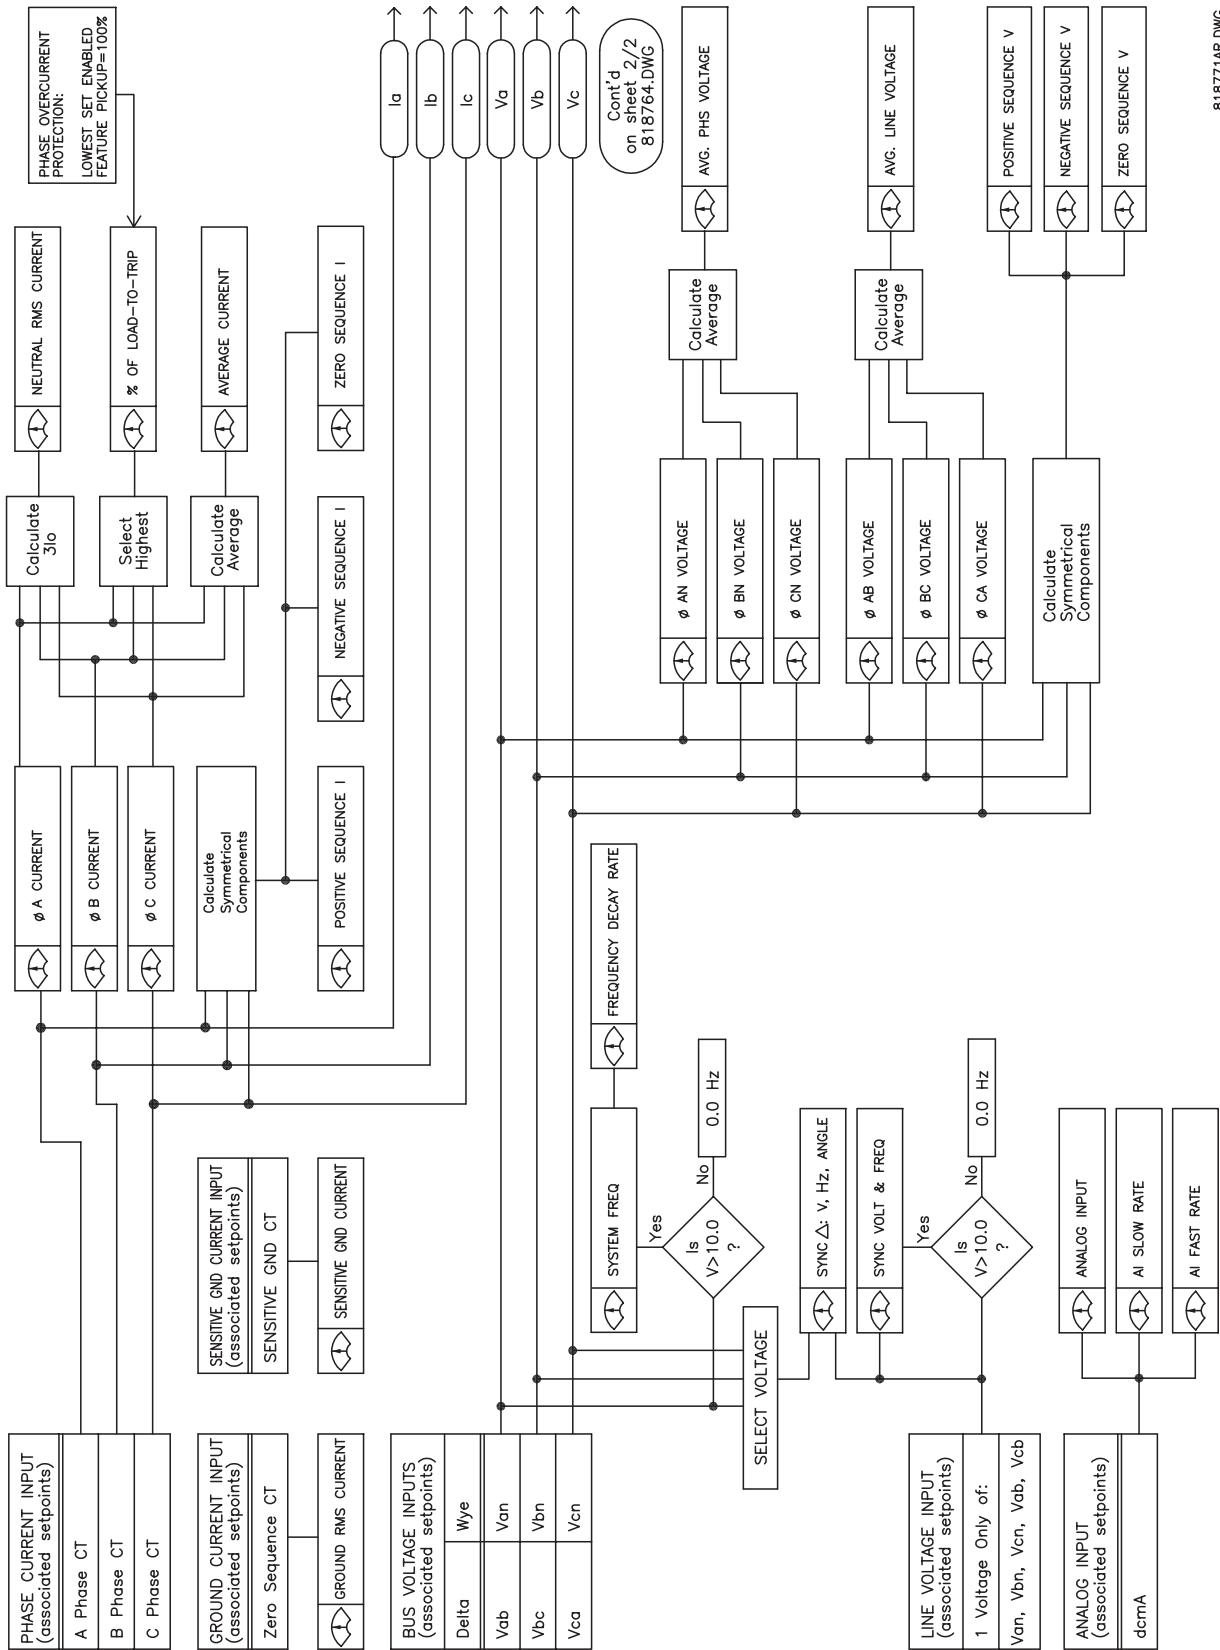 PHASE CURRENT INPUT
(associated setpoints)
A Phase CT
B Phase CT
C Phase CT
GROUND CURRENT INPUT
(associated setpoints)
Zero Sequence CT
GROUND RMS CURRENT
SENSITIVE GND CURRENT INPUT
(associated setpoints)
SENSITIVE GND CT
SENSITIVE GND CURRENT
ø A CURRENT
ø B CURRENT
ø C CURRENT
Calculate
Symmetrical
Components
POSITIVE SEQUENCE I
NEGATIVE SEQUENCE I
ZERO SEQUENCE I
Calculate
3Io
Select
Highest
Calculate
Average
NEUTRAL RMS CURRENT
% OF LOAD-TO-TRIP
AVERAGE CURRENT
PHASE OVERCURRENT
PROTECTION:
LOWEST SET ENABLED
FEATURE PICKUP=100%
BUS VOLTAGE INPUTS
(associated setpoints)
Delta
Wye
Vab
Van
Vbc
Vbn
Vca
Vcn
Ia
Ib
Ic
Va
Vb
Vc
Cont'd
on sheet 2/2
818764.DWG
SELECT VOLTAGE
SYSTEM FREQ
FREQUENCY DECAY RATE
Yes
Is
V>10.0
?
No
0.0 Hz
SYNC △: V, Hz, ANGLE
SYNC VOLT & FREQ
Yes
Is
V>10.0
?
No
0.0 Hz
ø AN VOLTAGE
ø BN VOLTAGE
ø CN VOLTAGE
Calculate
Average
AVG. PHS VOLTAGE
ø AB VOLTAGE
ø BC VOLTAGE
ø CA VOLTAGE
Calculate
Average
AVG. LINE VOLTAGE
Calculate
Symmetrical
Components
POSITIVE SEQUENCE V
NEGATIVE SEQUENCE V
ZERO SEQUENCE V
LINE VOLTAGE INPUT
(associated setpoints)
1 Voltage Only of:
Van, Vbn, Vcn, Vab, Vcb
ANALOG INPUT
(associated setpoints)
dcmA
ANALOG INPUT
AI SLOW RATE
AI FAST RATE
818771AR.DWG